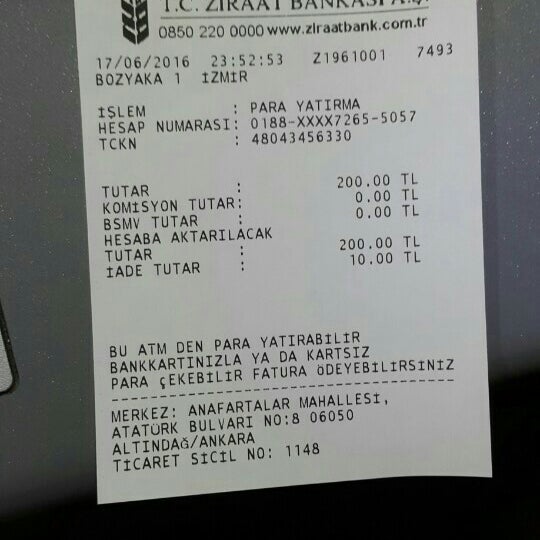 T.C. ZİRAAT BANKASI A.Ş.
0850 220 0000 www.ziraatbank.com.tr
17/06/2016 23:52:53 Z1961001 7493
BOZYAKA 1 İZMİR
İŞLEM : PARA YATIRMA
HESAP NUMARASI: 0188-XXXX7265-5057
TCKN : 48043456330
TUTAR : 200.00 TL
KOMİSYON TUTAR: 0.00 TL
BSMV TUTAR : 0.00 TL
HESABA AKTARILACAK
TUTAR : 200.00 TL
İADE TUTAR : 10.00 TL
BU ATM DEN PARA YATIRABİLİR
BANKKARTINIZLA YA DA KARTSIZ
PARA ÇEKEBİLİR FATURA ÖDEYEBİLİRSİNİZ
------------------------------------
MERKEZ: ANAFARTALAR MAHALLESİ,
ATATÜRK BULVARI NO:8 06050
ALTINDAĞ/ANKARA
TİCARET SİCİL NO: 1148